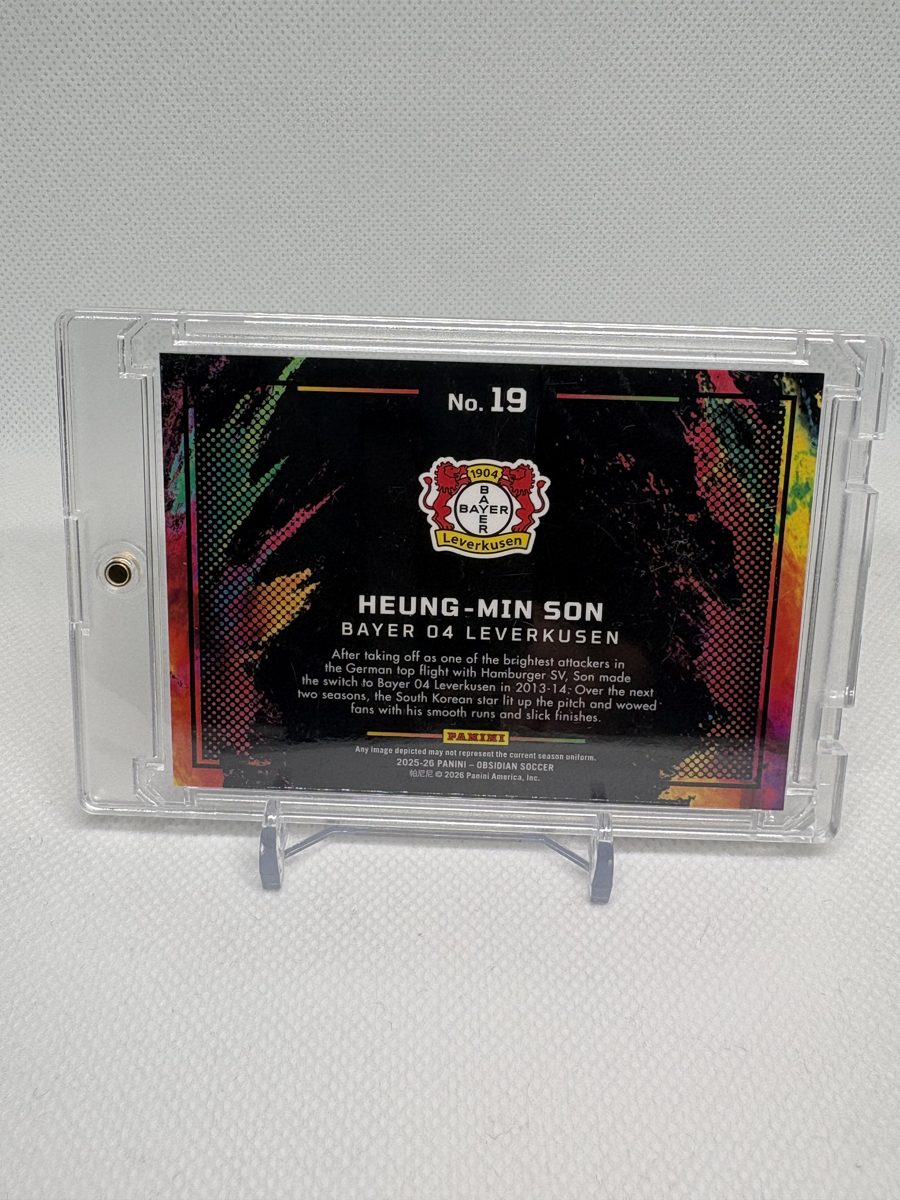 No. 19
1904
BAYER
BAYER
Leverkusen
HEUNG-MIN SON
BAYER 04 LEVERKUSEN
After taking off as one of the brightest attackers in
the German top flight with Hamburger SV, Son made
the switch to Bayer 04 Leverkusen in 2013-14. Over the next
two seasons, the South Korean star lit up the pitch and wowed
fans with his smooth runs and slick finishes.
PANINI
Any image depicted may not represent the current season uniform.
2025-26 PANINI – OBSIDIAN SOCCER
帕尼尼 © 2026 Panini America, Inc.